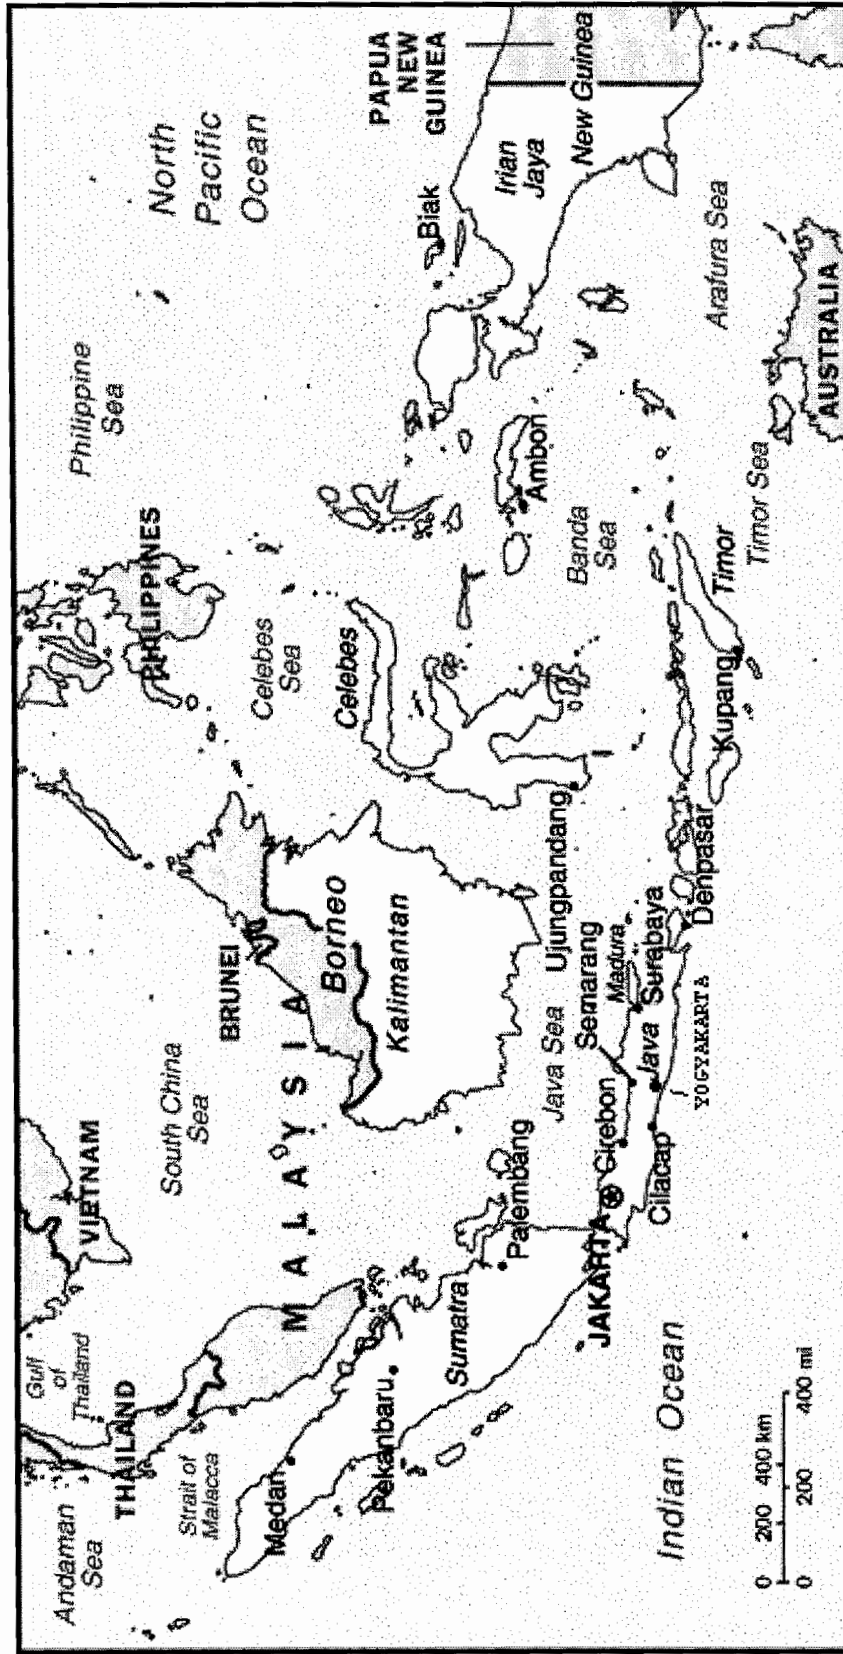 Andaman
Sea
THAILAND
Gulf
of
Thailand
VIETNAM
South China
Sea
PHILIPPINES
Philippine
Sea
North
Pacific
Ocean
Strait of
Malacca
MALAYSIA
BRUNEI
Celebes
Sea
Medan
Pekanbaru
Sumatra
Palembang
Borneo
Kalimantan
Celebes
Ambon
Biak
Irian
Jaya
New Guinea
PAPUA
NEW
GUINEA
Java Sea
Ujungpandang
Banda
Sea
JAKARTA
Cirebon
Semarang
Madura
Cilacap
Java
Surabaya
YOGYAKARTA
Denpasar
Kupang
Timor
Timor Sea
Arafura Sea
AUSTRALIA
Indian Ocean
0 200 400 km
0 200 400 mil